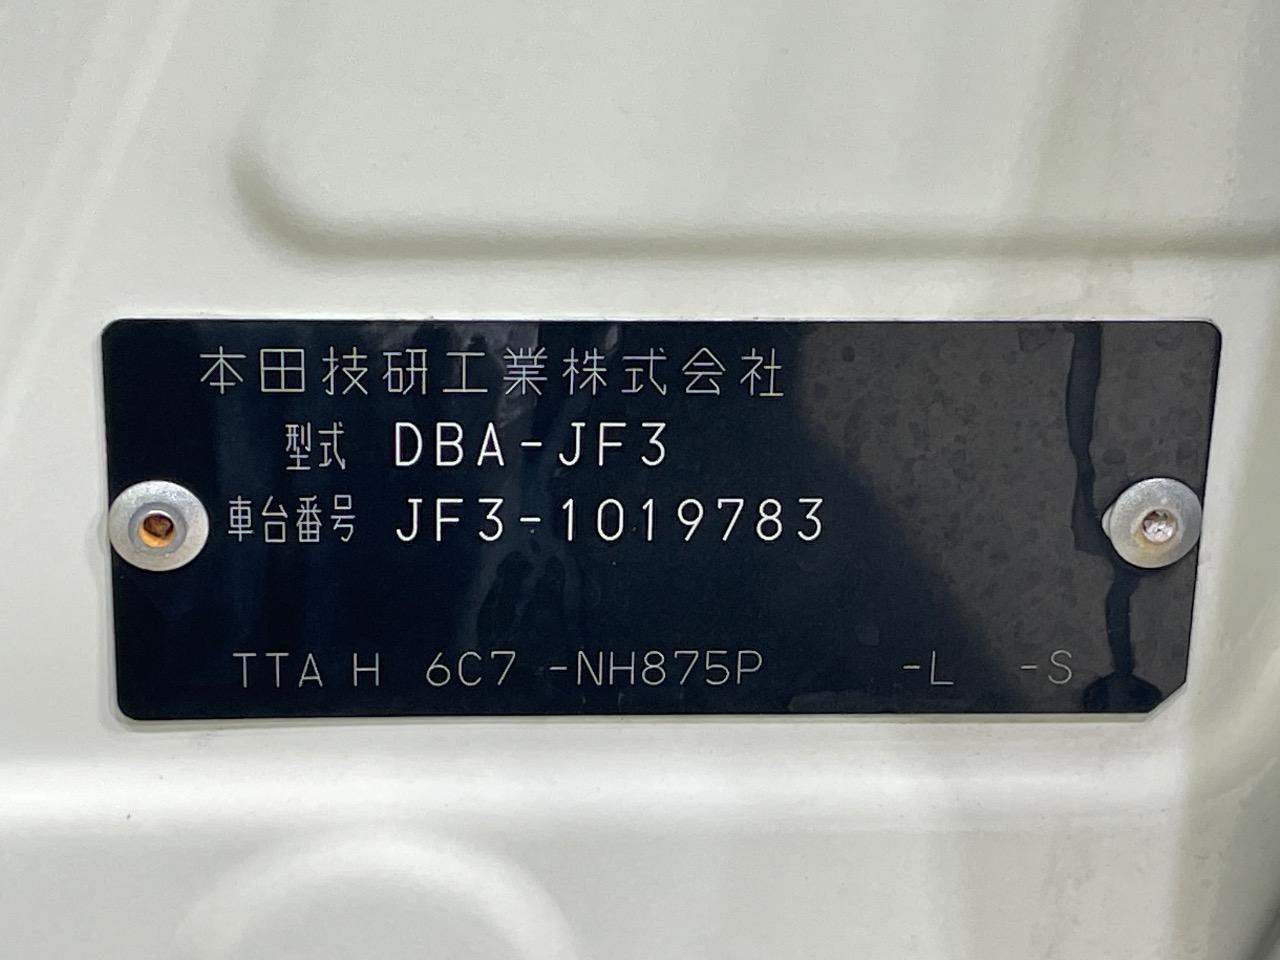 本田技研工業株式会社
型式 DBA-JF3
車台番号 JF3-1019783
TTA H 6C7 -NH875P -L -S